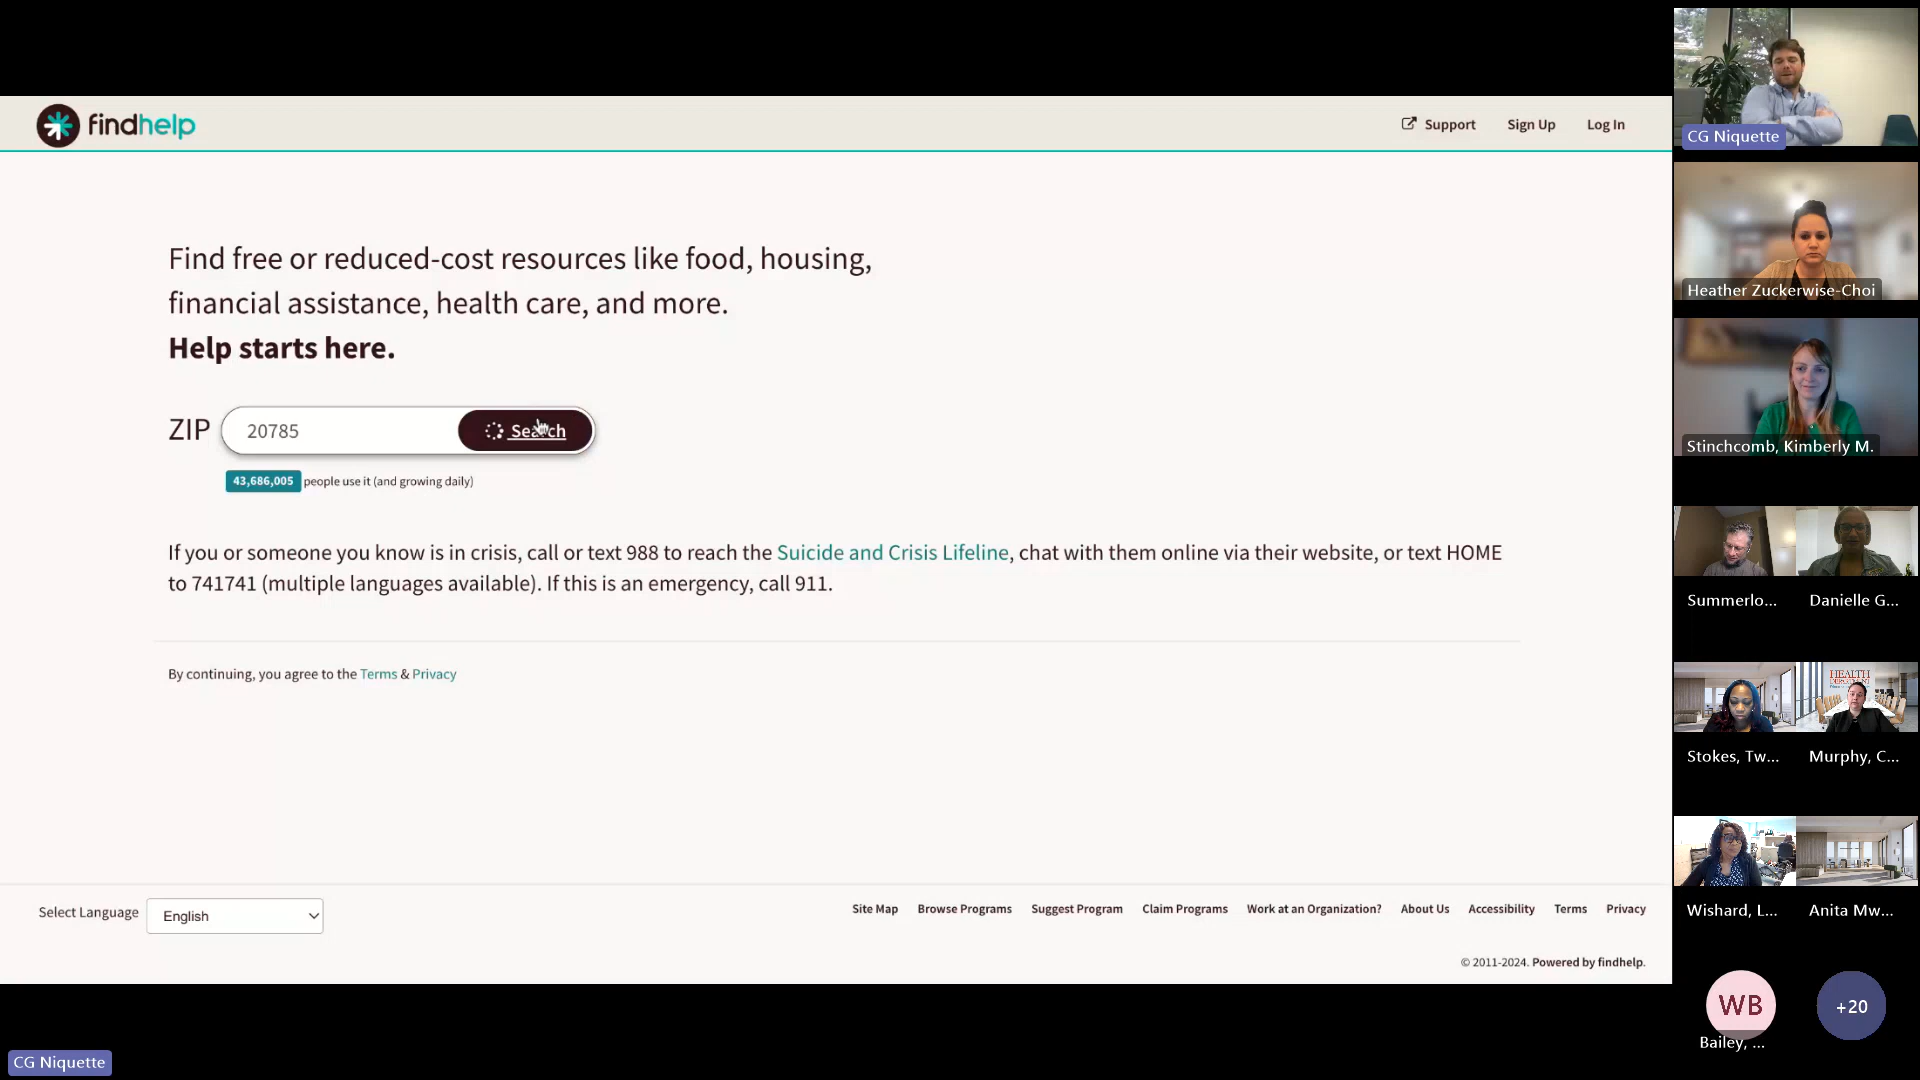 findhelp
Support
Sign Up
Log In
Find free or reduced-cost resources like food, housing,
financial assistance, health care, and more.
Help starts here.
ZIP
20785
Search
43,686,005 people use it (and growing daily)
If you or someone you know is in crisis, call or text 988 to reach the Suicide and Crisis Lifeline, chat with them online via their website, or text HOME
to 741741 (multiple languages available). If this is an emergency, call 911.
By continuing, you agree to the Terms & Privacy
Select Language
English
Site Map
Browse Programs
Suggest Program
Claim Programs
Work at an Organization?
About Us
Accessibility
Terms
Privacy
© 2011-2024. Powered by findhelp.
CG Niquette
CG Niquette
Heather Zuckerwise-Choi
Stinchcomb, Kimberly M.
Summerlo...
Danielle G...
HEALTH
DEPARTMENT
Stokes, Tw...
Murphy, C...
Wishard, L...
Anita Mw...
WB
+20
Bailey, ...